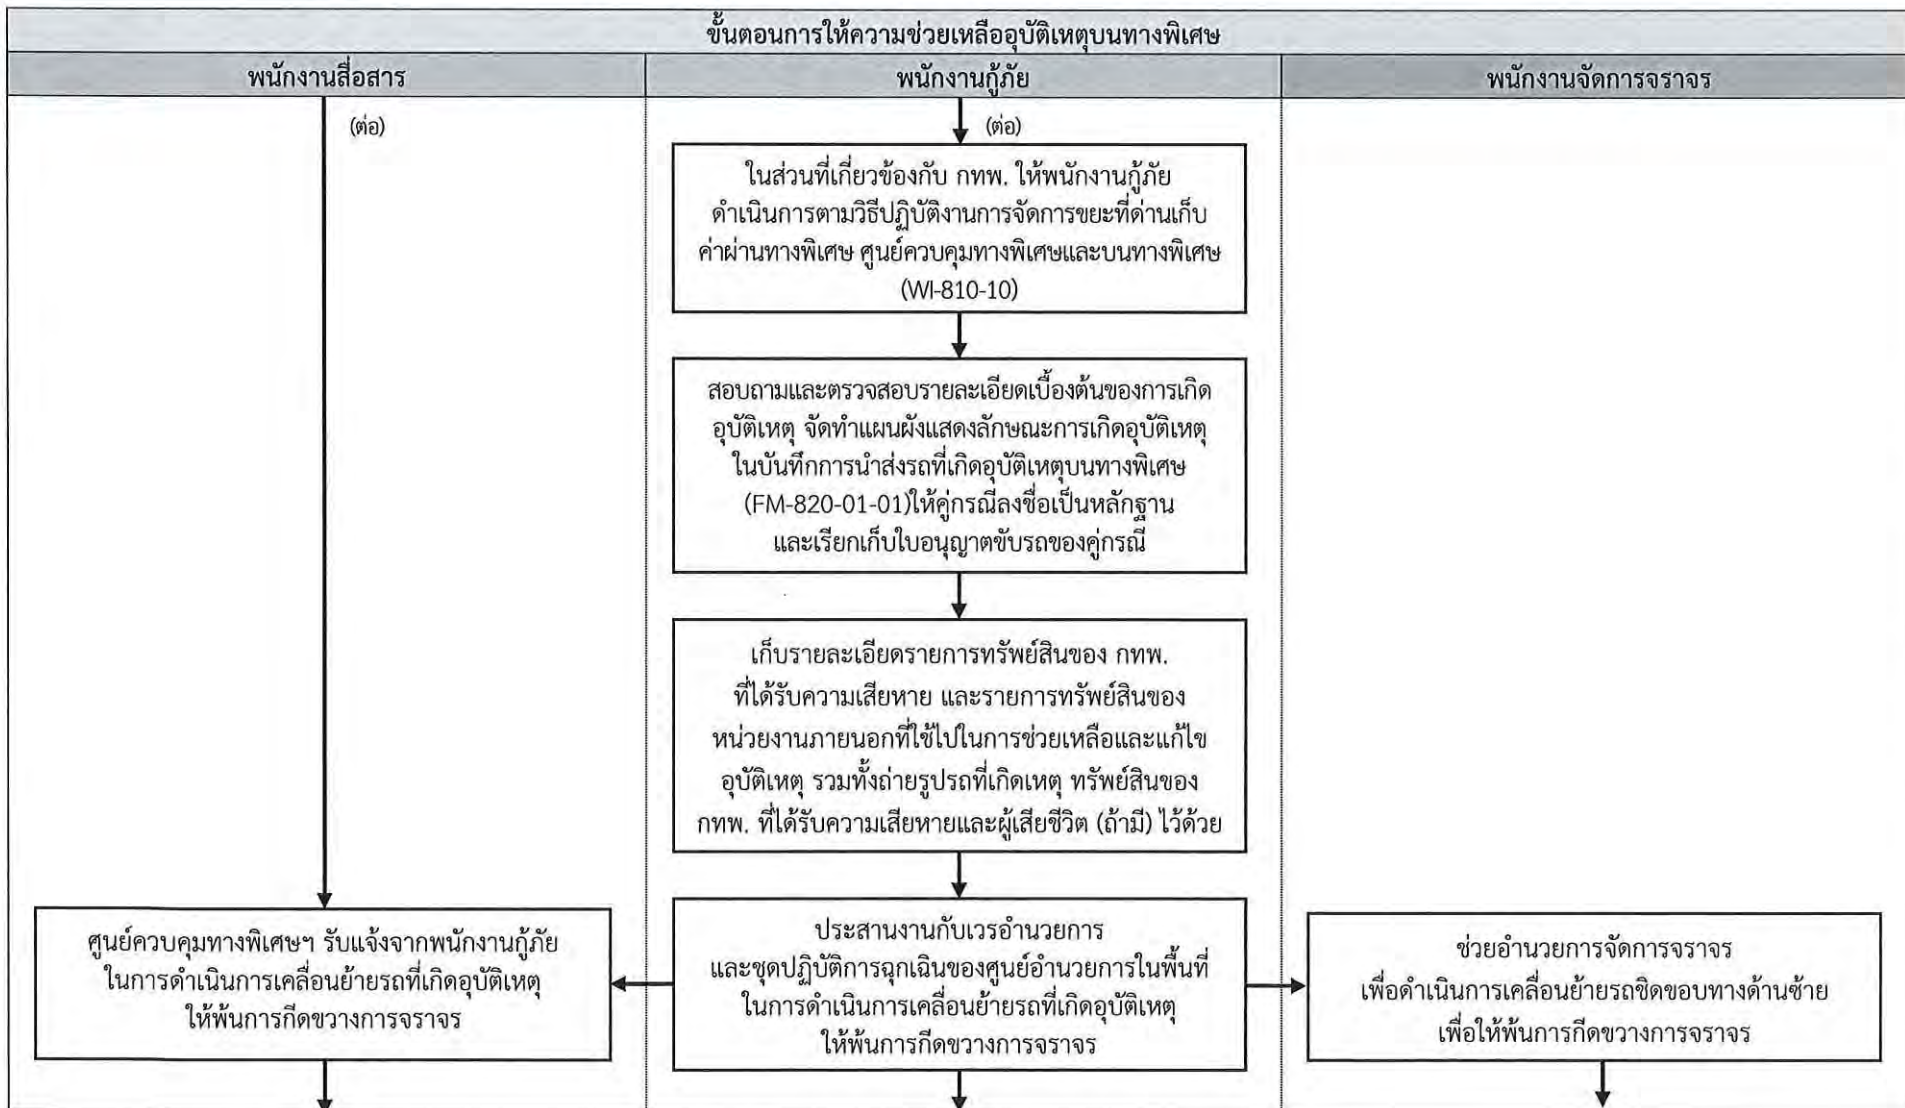 ขั้นตอนการให้ความช่วยเหลืออุบัติเหตุบนทางพิเศษ
พนักงานสื่อสาร
พนักงานกู้ภัย
พนักงานจัดการจราจร
(ต่อ)
(ต่อ)
ในส่วนที่เกี่ยวข้องกับ กทพ. ให้พนักงานกู้ภัย
ดำเนินการตามวิธีปฏิบัติงานการจัดการขยะที่ด่านเก็บ
ค่าผ่านทางพิเศษ ศูนย์ควบคุมทางพิเศษและบนทางพิเศษ
(WI-810-10)
สอบถามและตรวจสอบรายละเอียดเบื้องต้นของการเกิด
อุบัติเหตุ จัดทำแผนผังแสดงลักษณะการเกิดอุบัติเหตุ
ในบันทึกการนำส่งรถที่เกิดอุบัติเหตุบนทางพิเศษ
(FM-820-01-01)ให้คู่กรณีลงชื่อเป็นหลักฐาน
และเรียกเก็บใบอนุญาตขับรถของคู่กรณี
เก็บรายละเอียดรายการทรัพย์สินของ กทพ.
ที่ได้รับความเสียหาย และรายการทรัพย์สินของ
หน่วยงานภายนอกที่ใช้ไปในการช่วยเหลือและแก้ไข
อุบัติเหตุ รวมทั้งถ่ายรูปรถที่เกิดเหตุ ทรัพย์สินของ
กทพ. ที่ได้รับความเสียหายและผู้เสียชีวิต (ถ้ามี) ไว้ด้วย
ศูนย์ควบคุมทางพิเศษฯ รับแจ้งจากพนักงานกู้ภัย
ในการดำเนินการเคลื่อนย้ายรถที่เกิดอุบัติเหตุ
ให้พ้นการกีดขวางการจราจร
ประสานงานกับเวรอำนวยการ
และชุดปฏิบัติการฉุกเฉินของศูนย์อำนวยการในพื้นที่
ในการดำเนินการเคลื่อนย้ายรถที่เกิดอุบัติเหตุ
ให้พ้นการกีดขวางการจราจร
ช่วยอำนวยการจัดการจราจร
เพื่อดำเนินการเคลื่อนย้ายรถชิดขอบทางด้านซ้าย
เพื่อให้พ้นการกีดขวางการจราจร